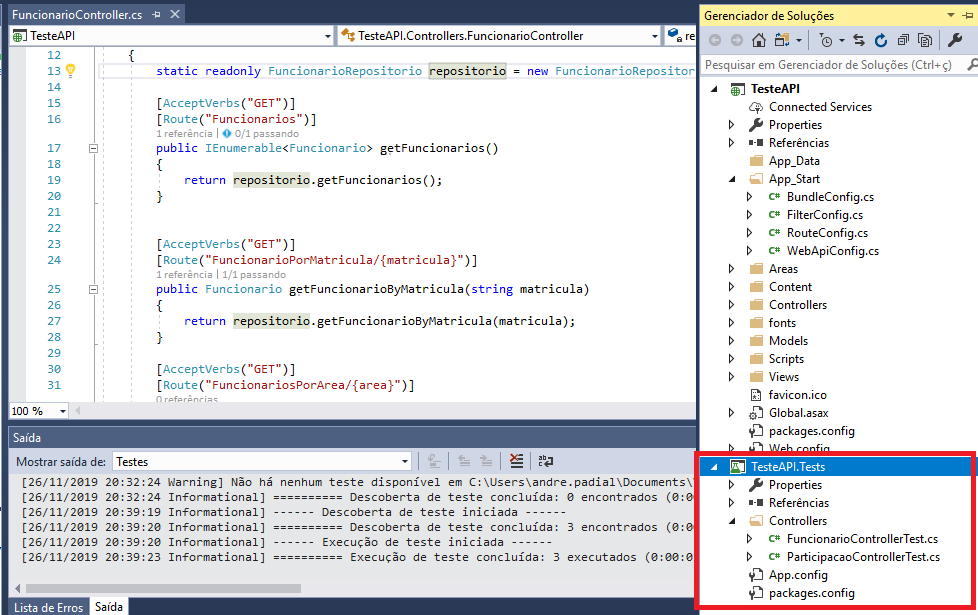 FuncionarioController.cs
TesteAPI
TesteAPI.Controllers.FuncionarioController
re
12 {
13 static readonly FuncionarioRepositorio repositorio = new FuncionarioRepositor
14
15 [AcceptVerbs("GET")]
16 [Route("Funcionarios")]
1 referência | 0/1 passando
17 public IEnumerable<Funcionario> getFuncionarios()
18 {
19 return repositorio.getFuncionarios();
20 }
21
22
23 [AcceptVerbs("GET")]
24 [Route("FuncionarioPorMatricula/{matricula}")]
1 referência | 1/1 passando
25 public Funcionario getFuncionarioByMatricula(string matricula)
26 {
27 return repositorio.getFuncionarioByMatricula(matricula);
28 }
29
30 [AcceptVerbs("GET")]
31 [Route("FuncionariosPorArea/{area}")]
0 referências
100 %
Saída
Mostrar saída de: Testes
[26/11/2019 20:32:24 Warning] Não há nenhum teste disponível em C:\Users\andre.padial\Documents\
[26/11/2019 20:32:24 Informational] ========== Descoberta de teste concluída: 0 encontrados (0:0
[26/11/2019 20:39:19 Informational] ------ Descoberta de teste iniciada ------
[26/11/2019 20:39:20 Informational] ========== Descoberta de teste concluída: 3 encontrados (0:0
[26/11/2019 20:39:20 Informational] ------ Execução de teste iniciada ------
[26/11/2019 20:39:23 Informational] ========== Execução de teste concluída: 3 executados (0:00:0
Lista de Erros
Saída
Gerenciador de Soluções
Pesquisar em Gerenciador de Soluções (Ctrl+ç)
TesteAPI
Connected Services
Properties
Referências
App_Data
App_Start
BundleConfig.cs
FilterConfig.cs
RouteConfig.cs
WebApiConfig.cs
Areas
Content
Controllers
fonts
Models
Scripts
Views
favicon.ico
Global.asax
packages.config
Web.config
TesteAPI.Tests
Properties
Referências
Controllers
FuncionarioControllerTest.cs
ParticipacaoControllerTest.cs
App.config
packages.config